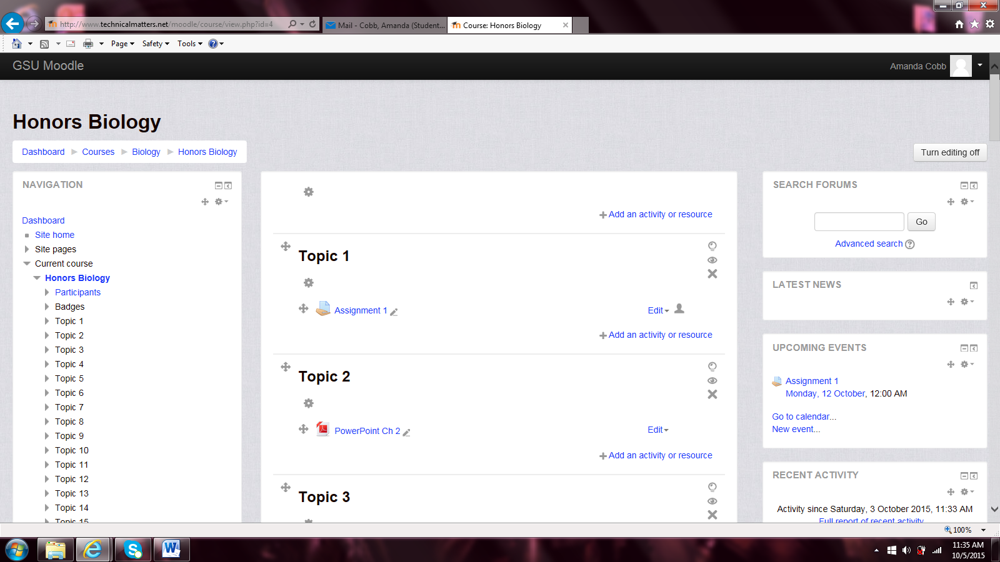 http://www.technicalmatters.net/moodle/course/view.php?id=4
Mail - Cobb, Amanda (Student...
Course: Honors Biology
Page
Safety
Tools
GSU Moodle
Amanda Cobb
Honors Biology
Dashboard
Courses
Biology
Honors Biology
Turn editing off
NAVIGATION
Dashboard
Site home
Site pages
Current course
Honors Biology
Participants
Badges
Topic 1
Topic 2
Topic 3
Topic 4
Topic 5
Topic 6
Topic 7
Topic 8
Topic 9
Topic 10
Topic 11
Topic 12
Topic 13
Topic 14
Topic 15
Add an activity or resource
Topic 1
Assignment 1
Edit
Add an activity or resource
Topic 2
PowerPoint Ch 2
Edit
Add an activity or resource
Topic 3
SEARCH FORUMS
Go
Advanced search
LATEST NEWS
UPCOMING EVENTS
Assignment 1
Monday, 12 October, 12:00 AM
Go to calendar...
New event...
RECENT ACTIVITY
Activity since Saturday, 3 October 2015, 11:33 AM
Full report of recent activity
100%
11:35 AM
10/5/2015